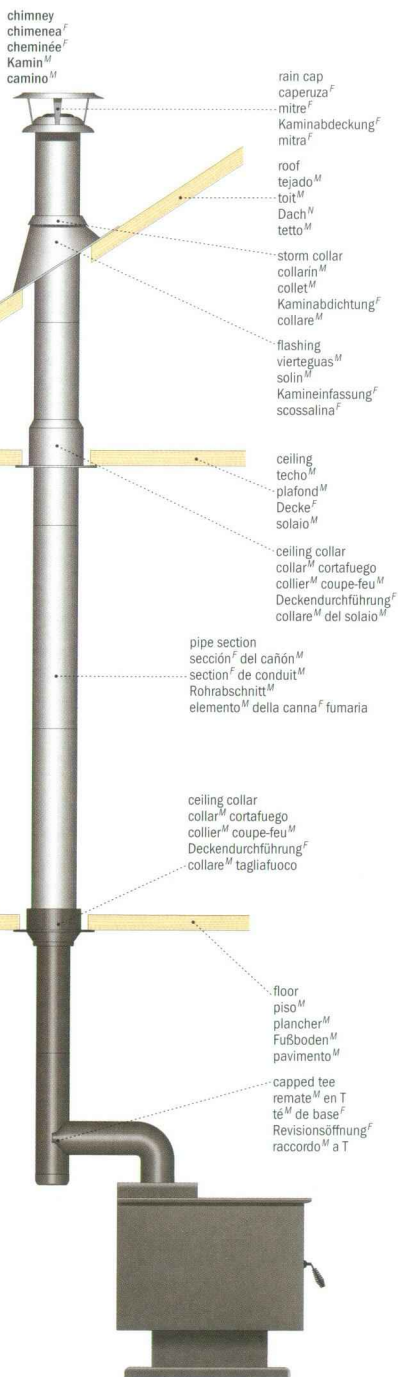 chimney
chimenea^F
cheminée^F
Kamin^M
camino^M
rain cap
caperuza^F
mitre^F
Kaminabdeckung^F
mitra^F
roof
tejado^M
toit^M
Dach^N
tetto^M
storm collar
collarín^M
collet^M
Kaminabdichtung^F
collare^M
flashing
vierteguas^M
solin^M
Kamineinfassung^F
scossalina^F
ceiling
techo^M
plafond^M
Decke^F
solaio^M
ceiling collar
collar^M cortafuego
collier^M coupe-feu^M
Deckendurchführung^F
collare^M del solaio^M
pipe section
sección^F del cañón^M
section^F de conduit^M
Rohrabschnitt^M
elemento^M della canna^F fumaria
ceiling collar
collar^M cortafuego
collier^M coupe-feu^M
Deckendurchführung^F
collare^M tagliafuoco
floor
piso^M
plancher^M
Fußboden^M
pavimento^M
capped tee
remate^M en T
té^M de base^F
Revisionsöffnung^F
raccordo^M a T